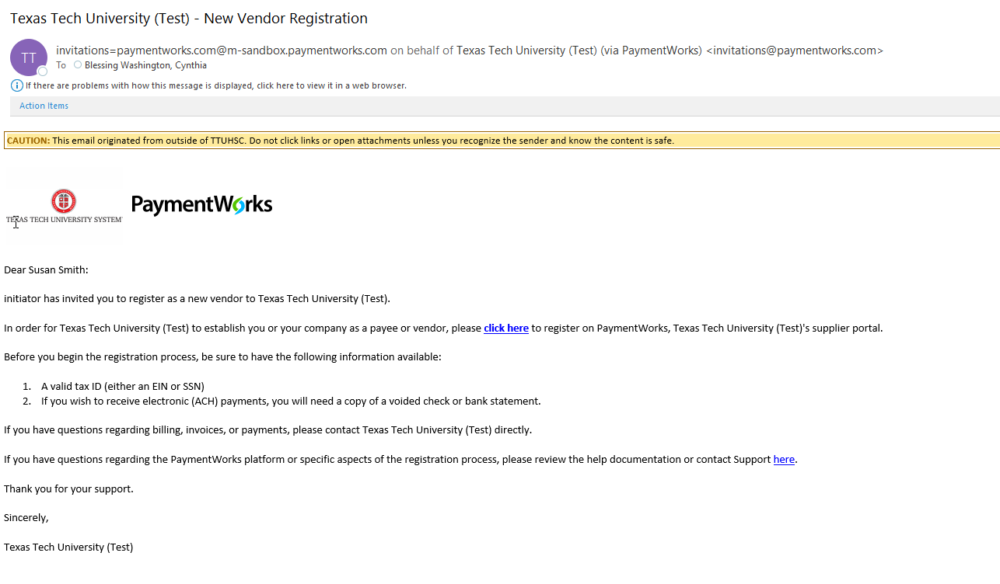 Texas Tech University (Test) - New Vendor Registration
TT
invitations=paymentworks.com@m-sandbox.paymentworks.com on behalf of Texas Tech University (Test) (via PaymentWorks) <invitations@paymentworks.com>
To Blessing Washington, Cynthia
If there are problems with how this message is displayed, click here to view it in a web browser.
Action Items
CAUTION: This email originated from outside of TTUHSC. Do not click links or open attachments unless you recognize the sender and know the content is safe.
TEXAS TECH UNIVERSITY SYSTEM
PaymentWorks
Dear Susan Smith:
initiator has invited you to register as a new vendor to Texas Tech University (Test).
In order for Texas Tech University (Test) to establish you or your company as a payee or vendor, please click here to register on PaymentWorks, Texas Tech University (Test)'s supplier portal.
Before you begin the registration process, be sure to have the following information available:
1. A valid tax ID (either an EIN or SSN)
2. If you wish to receive electronic (ACH) payments, you will need a copy of a voided check or bank statement.
If you have questions regarding billing, invoices, or payments, please contact Texas Tech University (Test) directly.
If you have questions regarding the PaymentWorks platform or specific aspects of the registration process, please review the help documentation or contact Support here.
Thank you for your support.
Sincerely,
Texas Tech University (Test)